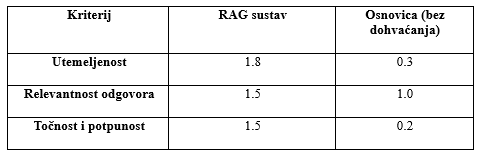 Kriterij RAG sustav Osnovica (bez
dohvaćanja)
Utemeljenost 1.8 0.3
Relevantnost odgovora 1.5 1.0
Točnost i potpunost 1.5 0.2